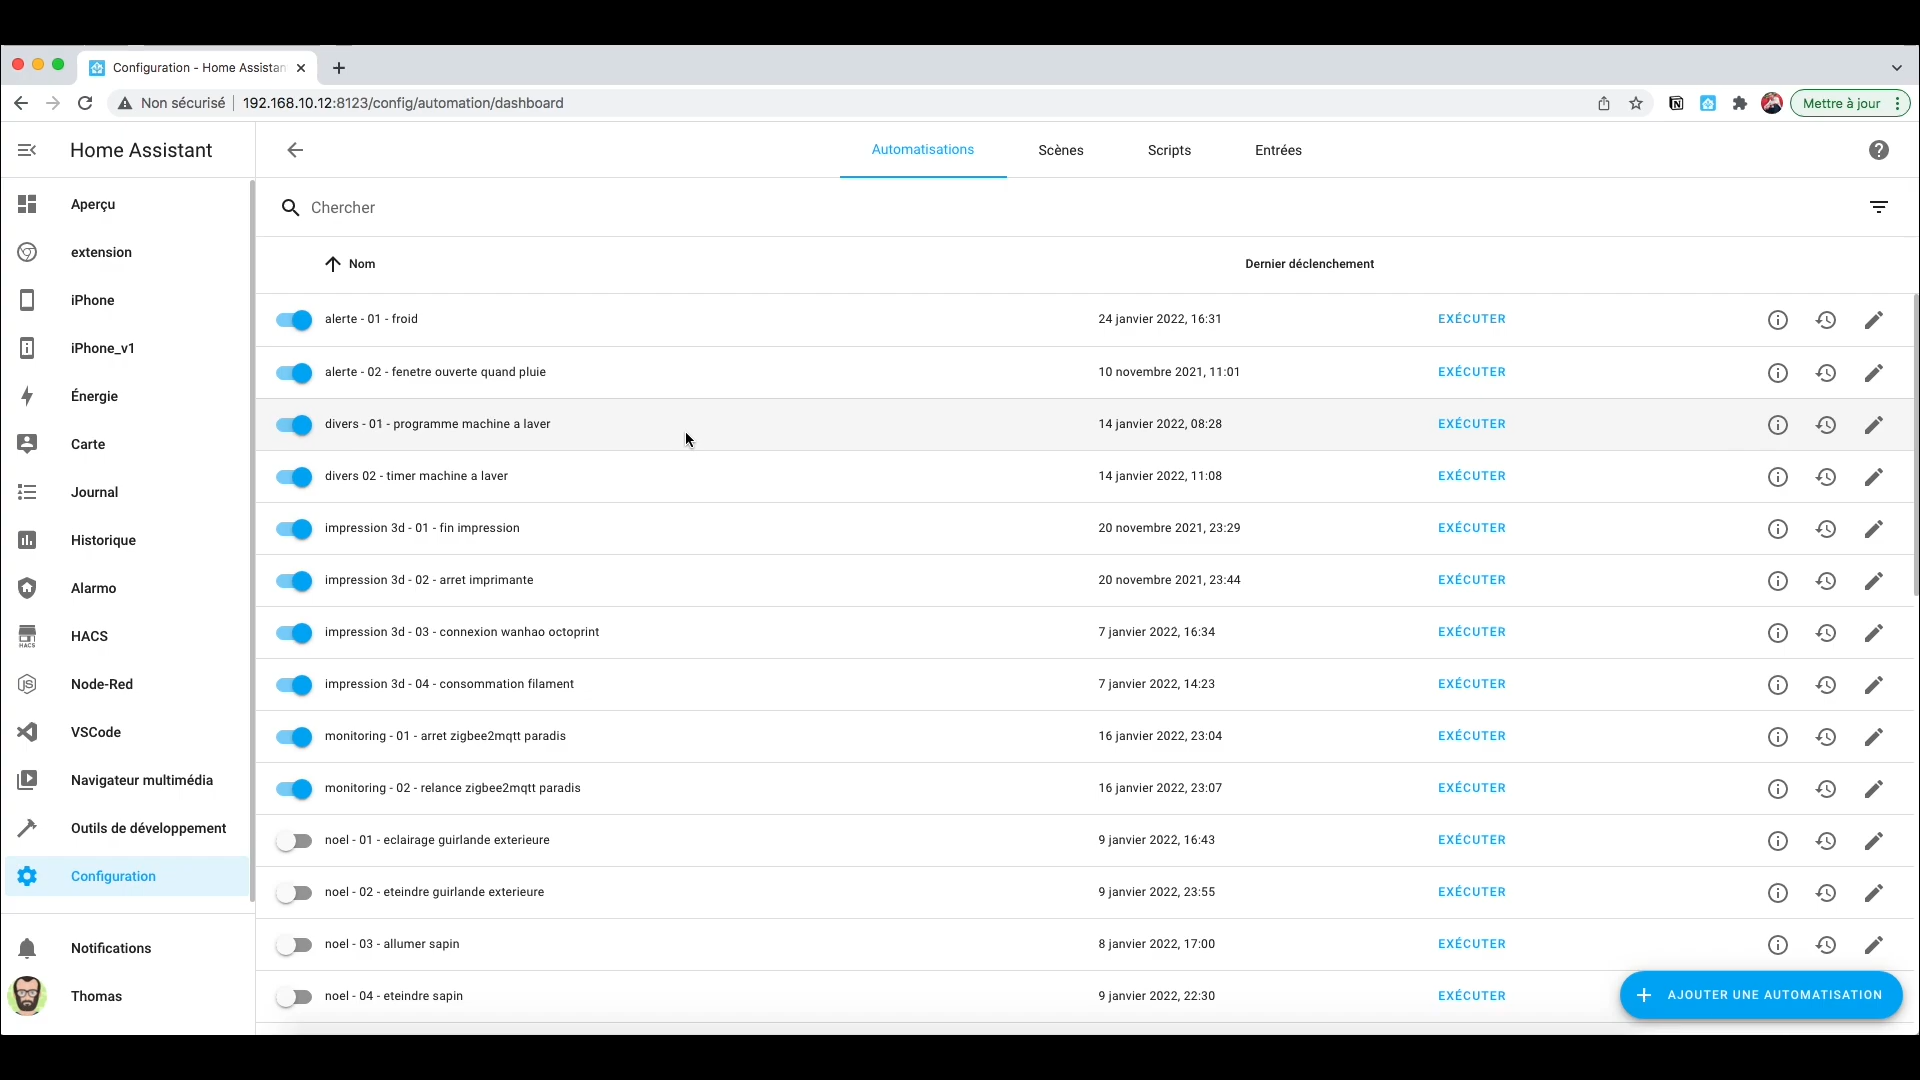 Configuration - Home Assistan
Non sécurisé
192.168.10.12:8123/config/automation/dashboard
Mettre à jour
Home Assistant
Automatisations
Scènes
Scripts
Entrées
Aperçu
extension
iPhone
iPhone_v1
Énergie
Carte
Journal
Historique
Alarmo
HACS
HACS
Node-Red
VSCode
Navigateur multimédia
Outils de développement
Configuration
Notifications
Thomas
Chercher
Nom Dernier déclenchement
alerte - 01 - froid 24 janvier 2022, 16:31 EXÉCUTER
alerte - 02 - fenetre ouverte quand pluie 10 novembre 2021, 11:01 EXÉCUTER
divers - 01 - programme machine a laver 14 janvier 2022, 08:28 EXÉCUTER
divers 02 - timer machine a laver 14 janvier 2022, 11:08 EXÉCUTER
impression 3d - 01 - fin impression 20 novembre 2021, 23:29 EXÉCUTER
impression 3d - 02 - arret imprimante 20 novembre 2021, 23:44 EXÉCUTER
impression 3d - 03 - connexion wanhao octoprint 7 janvier 2022, 16:34 EXÉCUTER
impression 3d - 04 - consommation filament 7 janvier 2022, 14:23 EXÉCUTER
monitoring - 01 - arret zigbee2mqtt paradis 16 janvier 2022, 23:04 EXÉCUTER
monitoring - 02 - relance zigbee2mqtt paradis 16 janvier 2022, 23:07 EXÉCUTER
noel - 01 - eclairage guirlande exterieure 9 janvier 2022, 16:43 EXÉCUTER
noel - 02 - eteindre guirlande exterieure 9 janvier 2022, 23:55 EXÉCUTER
noel - 03 - allumer sapin 8 janvier 2022, 17:00 EXÉCUTER
noel - 04 - eteindre sapin 9 janvier 2022, 22:30 EXÉCUTER
AJOUTER UNE AUTOMATISATION